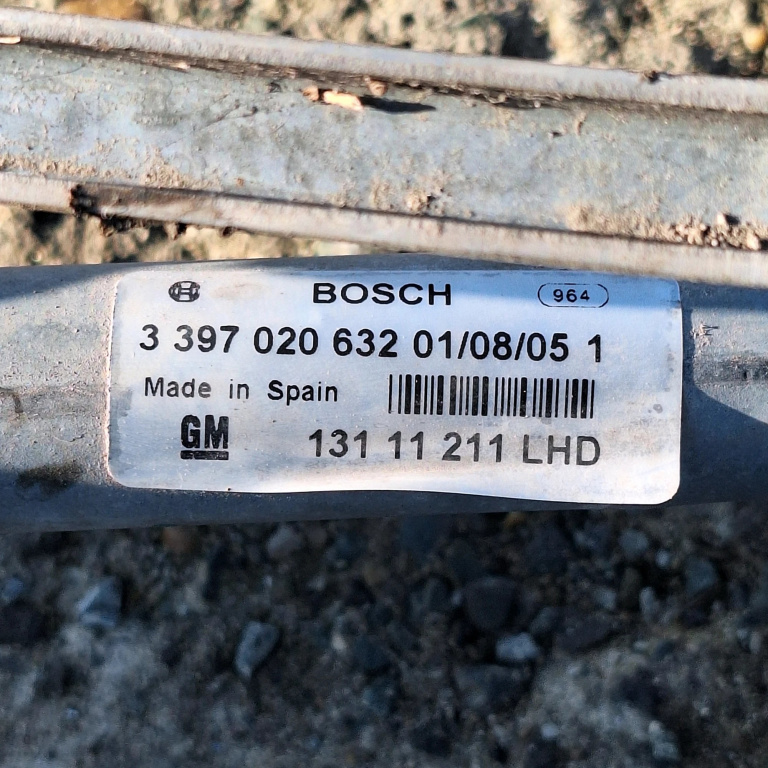 BOSCH 964
3 397 020 632 01/08/05 1
Made in Spain
GM 131 11 211 LHD